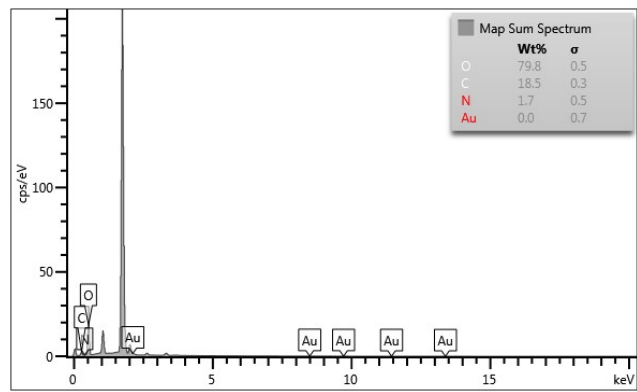 Map Sum Spectrum
Wt% σ
O 79.8 0.5
C 18.5 0.3
N 1.7 0.5
Au 0.0 0.7
150
100
50
0
cps/eV
O
C
N
Au
Au
Au
Au
Au
0 5 10 15 keV